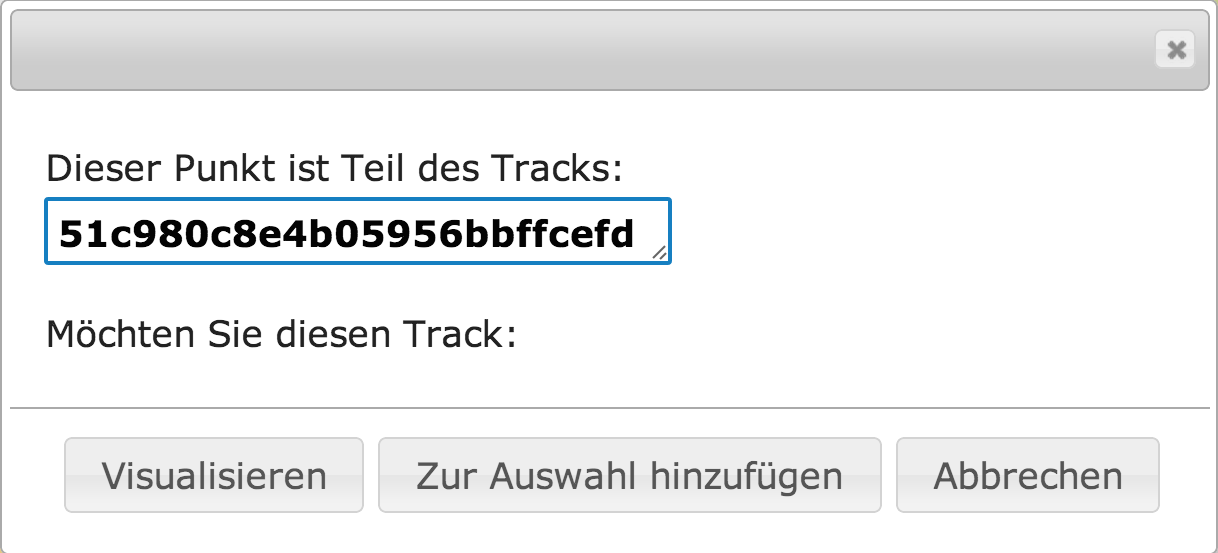 Dieser Punkt ist Teil des Tracks:
51c980c8e4b05956bbffcefd
Möchten Sie diesen Track:
Visualisieren
Zur Auswahl hinzufügen
Abbrechen